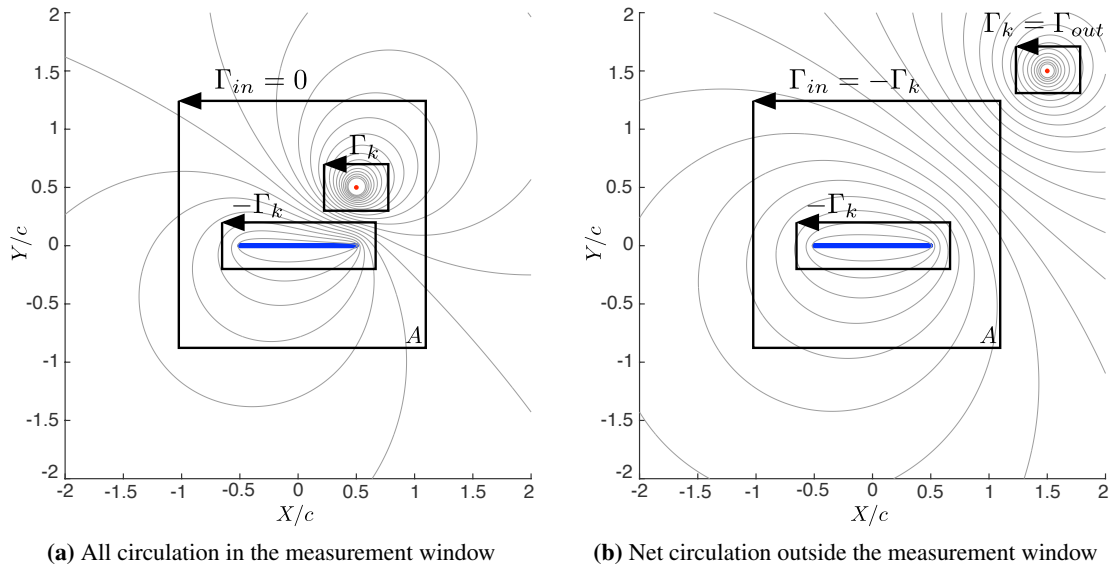 2
1.5
1
0.5
0
-0.5
-1
-1.5
-2
-2 -1.5 -1 -0.5 0 0.5 1 1.5 2
X/c
Y/c
Γ_in = 0
Γ_k
−Γ_k
A
(a) All circulation in the measurement window
2
1.5
1
0.5
0
-0.5
-1
-1.5
-2
-2 -1.5 -1 -0.5 0 0.5 1 1.5 2
X/c
Y/c
Γ_k = Γ_out
Γ_in = −Γ_k
−Γ_k
A
(b) Net circulation outside the measurement window